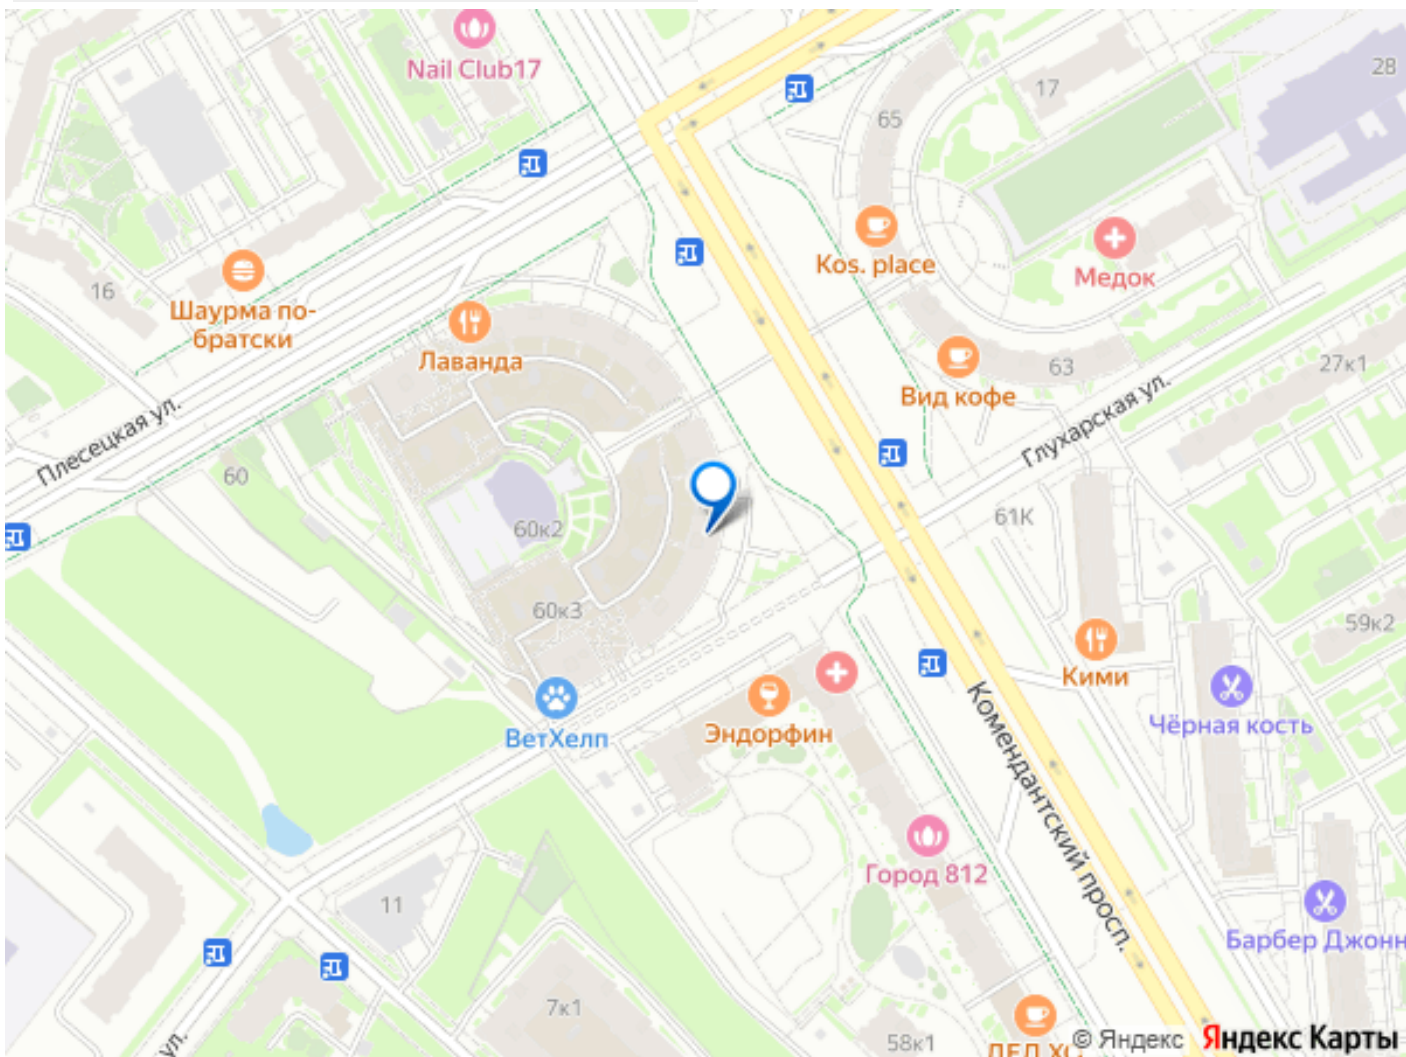 Nail Club17
28
17
65
Kos. place
Медок
16
Шаурма по-
братски
Лаванда
63
27к1
Вид кофе
Глухарская ул.
Плесецкая ул.
60
60к2
61К
60к3
59к2
Кими
Чёрная кость
ВетХелп
Эндорфин
Комендантский просп.
Город 812
11
Барбер Джонн
7к1
58к1
ул.
© Яндекс
Яндекс Карты